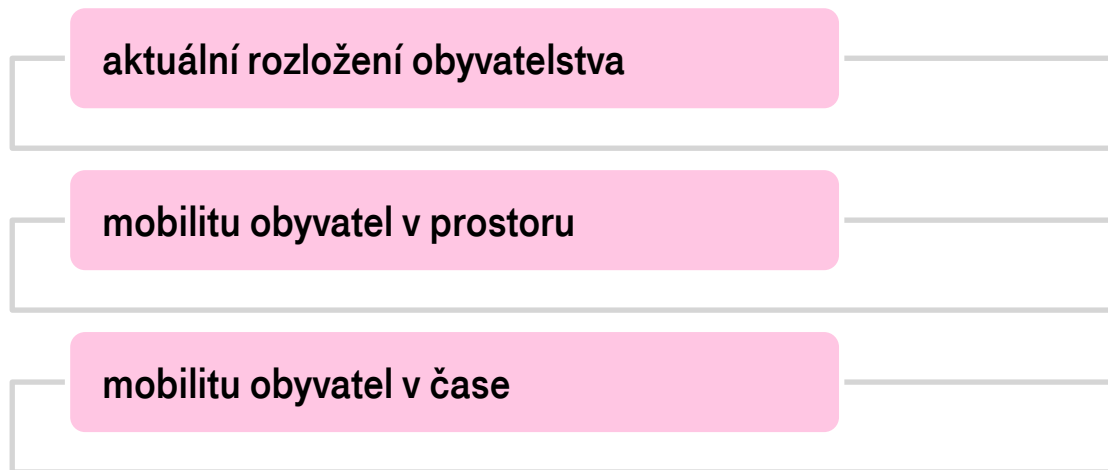 aktuální rozložení obyvatelstva
mobilitu obyvatel v prostoru
mobilitu obyvatel v čase